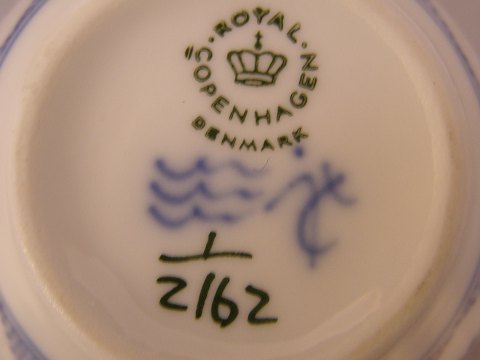 ROYAL
COPENHAGEN
DENMARK
1
2162